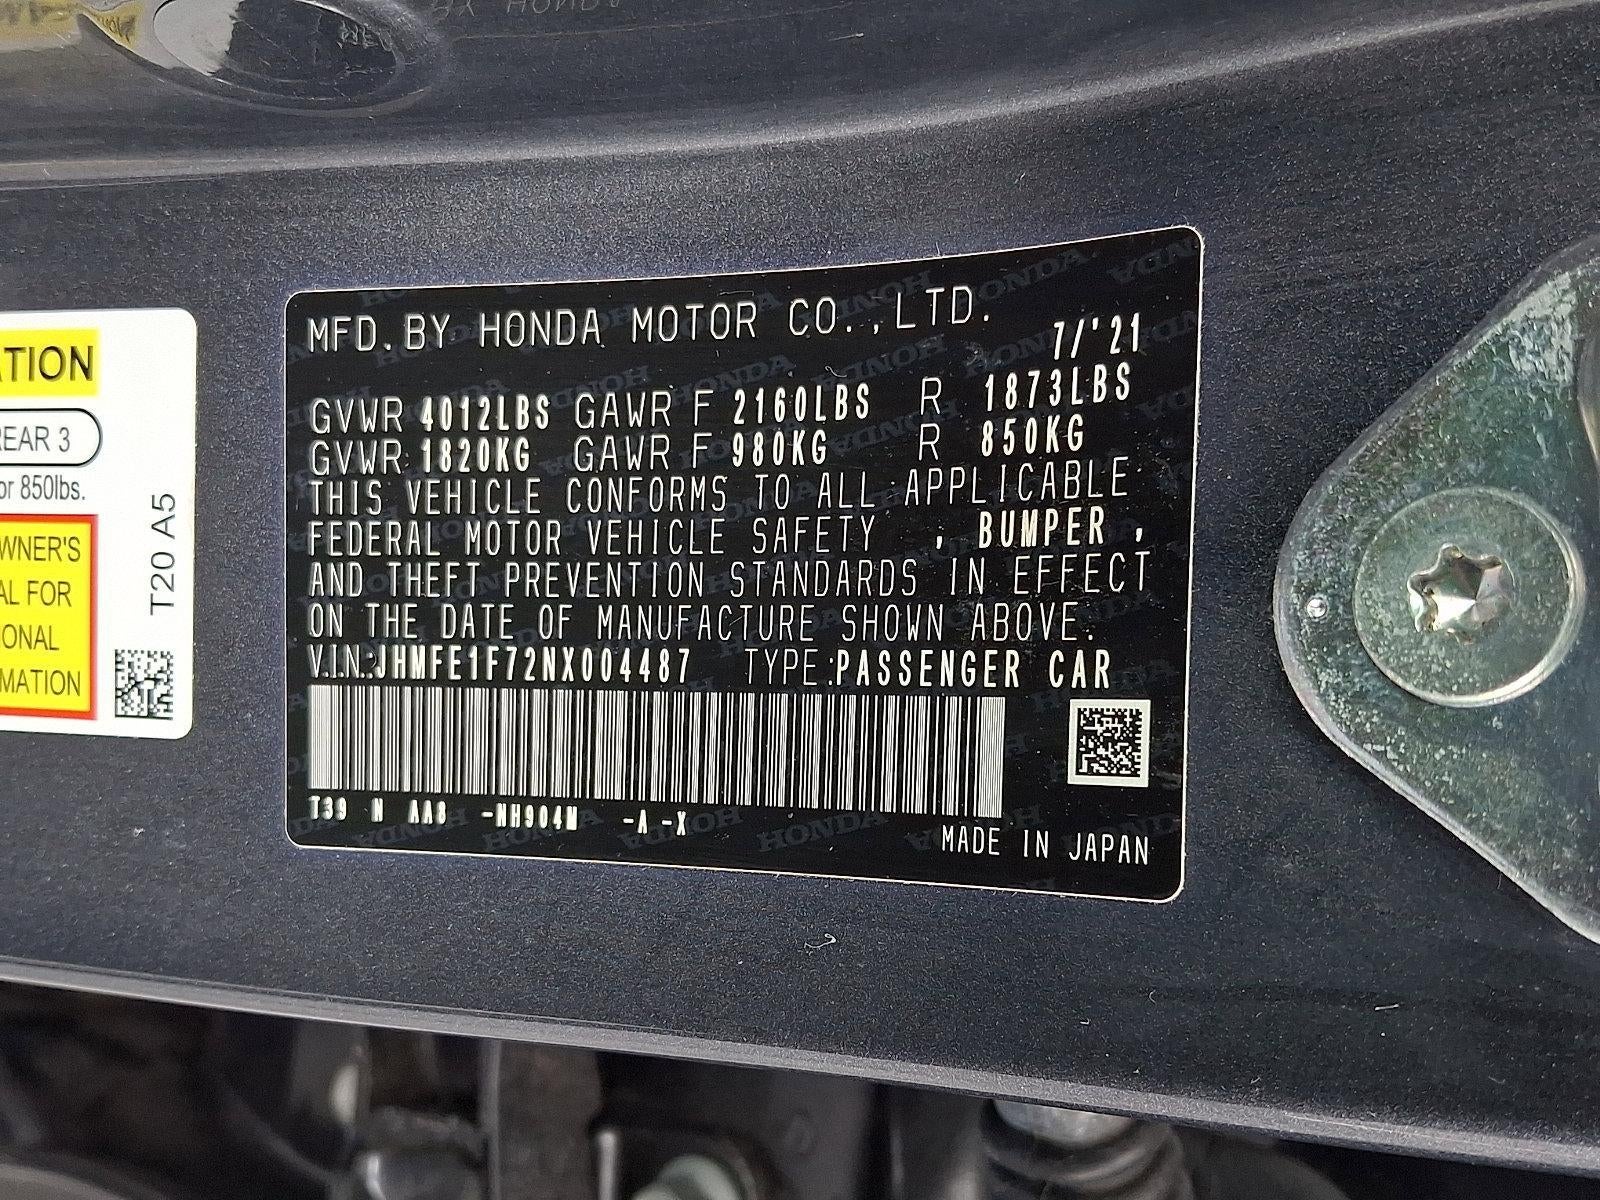 MFD. BY HONDA MOTOR CO., LTD.
7/'21
GVWR 4012LBS GAWR F 2160LBS R 1873LBS
GVWR 1820KG GAWR F 980KG R 850KG
THIS VEHICLE CONFORMS TO ALL APPLICABLE
FEDERAL MOTOR VEHICLE SAFETY , BUMPER ,
AND THEFT PREVENTION STANDARDS IN EFFECT
ON THE DATE OF MANUFACTURE SHOWN ABOVE.
V.I.N.:JHMFE1F72NX004487 TYPE:PASSENGER CAR
T39 N AA8 -NH904M -A -X
MADE IN JAPAN
ATION
REAR 3
or 850lbs.
WNER'S
AL FOR
IONAL
MATION
T20 A5